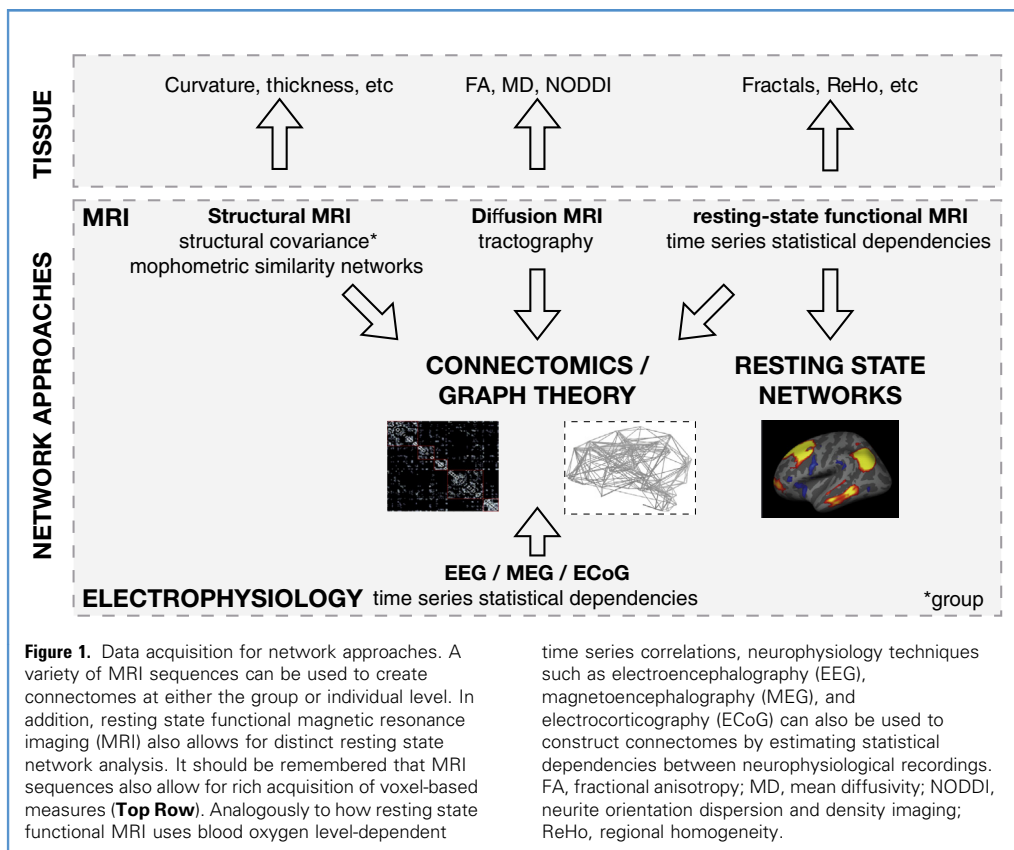 TISSUE
Curvature, thickness, etc
FA, MD, NODDI
Fractals, ReHo, etc
NETWORK APPROACHES
MRI
Structural MRI
structural covariance*
mophometric similarity networks
Diffusion MRI
tractography
resting-state functional MRI
time series statistical dependencies
CONNECTOMICS /
GRAPH THEORY
RESTING STATE
NETWORKS
EEG / MEG / ECoG
ELECTROPHYSIOLOGY time series statistical dependencies
*group
Figure 1. Data acquisition for network approaches. A
variety of MRI sequences can be used to create
connectomes at either the group or individual level. In
addition, resting state functional magnetic resonance
imaging (MRI) also allows for distinct resting state
network analysis. It should be remembered that MRI
sequences also allow for rich acquisition of voxel-based
measures (Top Row). Analogously to how resting state
functional MRI uses blood oxygen level-dependent
time series correlations, neurophysiology techniques
such as electroencephalography (EEG),
magnetoencephalography (MEG), and
electrocorticography (ECoG) can also be used to
construct connectomes by estimating statistical
dependencies between neurophysiological recordings.
FA, fractional anisotropy; MD, mean diffusivity; NODDI,
neurite orientation dispersion and density imaging;
ReHo, regional homogeneity.